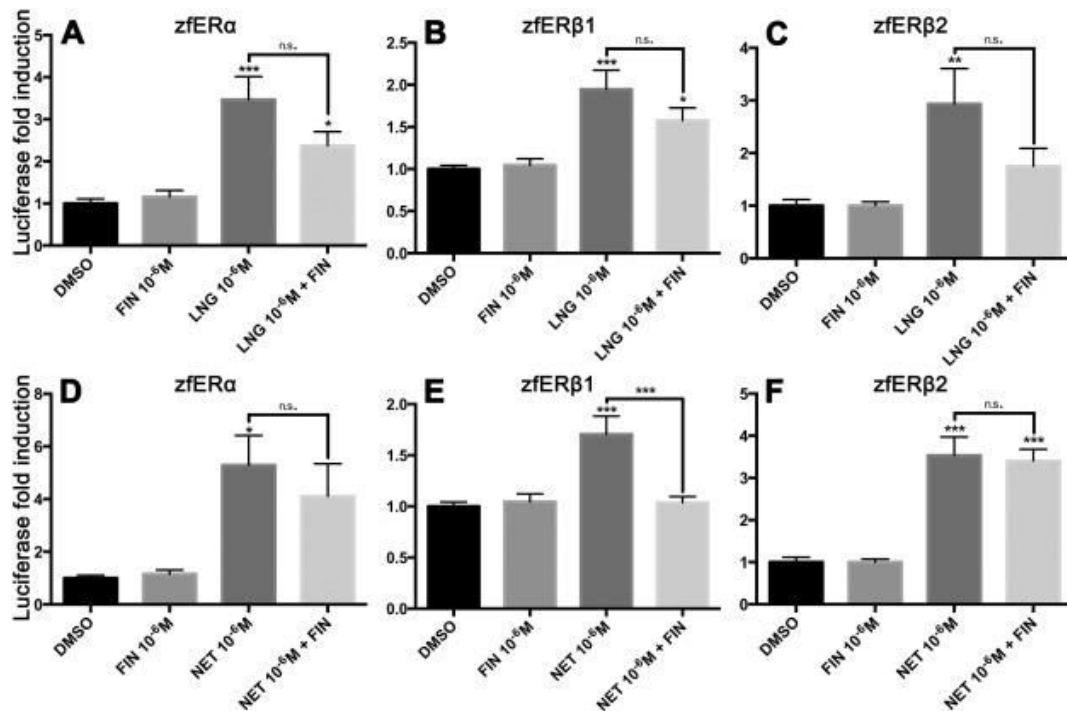 A zfERα
Luciferase fold induction
5
4
3
2
1
0
***
n.s.
*
DMSO
FIN 10⁻⁶M
LNG 10⁻⁶M
LNG 10⁻⁶M + FIN
B zfERβ1
2.5
2.0
1.5
1.0
0.5
0.0
***
n.s.
*
DMSO
FIN 10⁻⁶M
LNG 10⁻⁶M
LNG 10⁻⁶M + FIN
C zfERβ2
4
3
2
1
0
**
n.s.
DMSO
FIN 10⁻⁶M
LNG 10⁻⁶M
LNG 10⁻⁶M + FIN
D zfERα
Luciferase fold induction
8
6
4
2
0
*
n.s.
DMSO
FIN 10⁻⁶M
NET 10⁻⁶M
NET 10⁻⁶M + FIN
E zfERβ1
2.0
1.5
1.0
0.5
0.0
***
***
DMSO
FIN 10⁻⁶M
NET 10⁻⁶M
NET 10⁻⁶M + FIN
F zfERβ2
5
4
3
2
1
0
***
n.s.
***
DMSO
FIN 10⁻⁶M
NET 10⁻⁶M
NET 10⁻⁶M + FIN